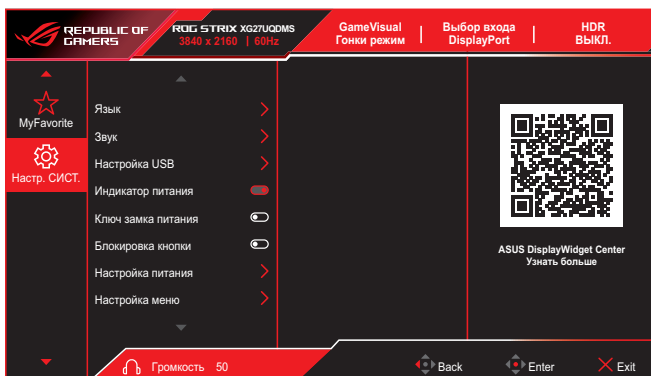 REPUBLIC OF
GAMERS
ROG STRIX XG27UQDMS
3840 x 2160 | 60Hz
GameVisual
Гонки режим
Выбор входа
DisplayPort
HDR
ВЫКЛ.
MyFavorite
Настр. СИСТ.
Язык
Звук
Настройка USB
Индикатор питания
Ключ замка питания
Блокировка кнопки
Настройка питания
Настройка меню
ASUS DisplayWidget Center
Узнать больше
Громкость 50
Back
Enter
Exit